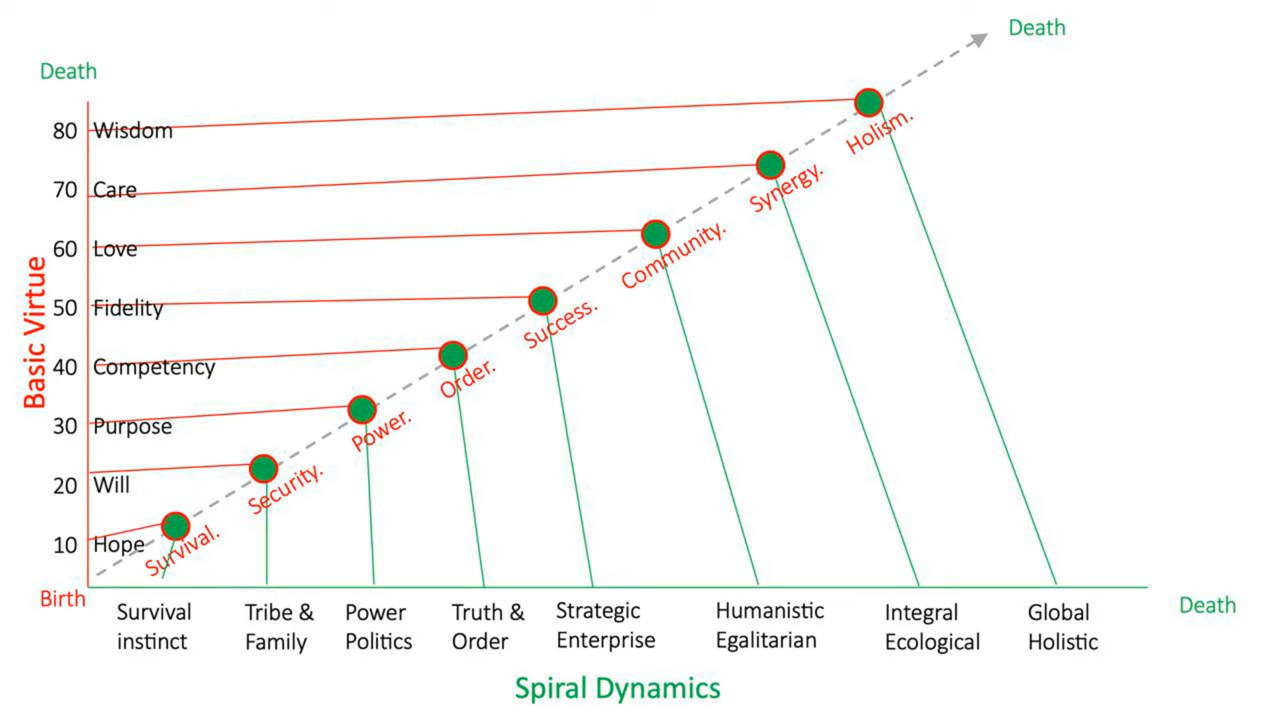 Death
Death
80 Wisdom
Holism.
70 Care
Synergy.
60 Love
Community.
50 Fidelity
Success.
40 Competency
Order.
30 Purpose
Power.
20 Will
Security.
10 Hope
Survival.
Basic Virtue
Birth
Death
Survival
instinct
Tribe &
Family
Power
Politics
Truth &
Order
Strategic
Enterprise
Humanistic
Egalitarian
Integral
Ecological
Global
Holistic
Spiral Dynamics